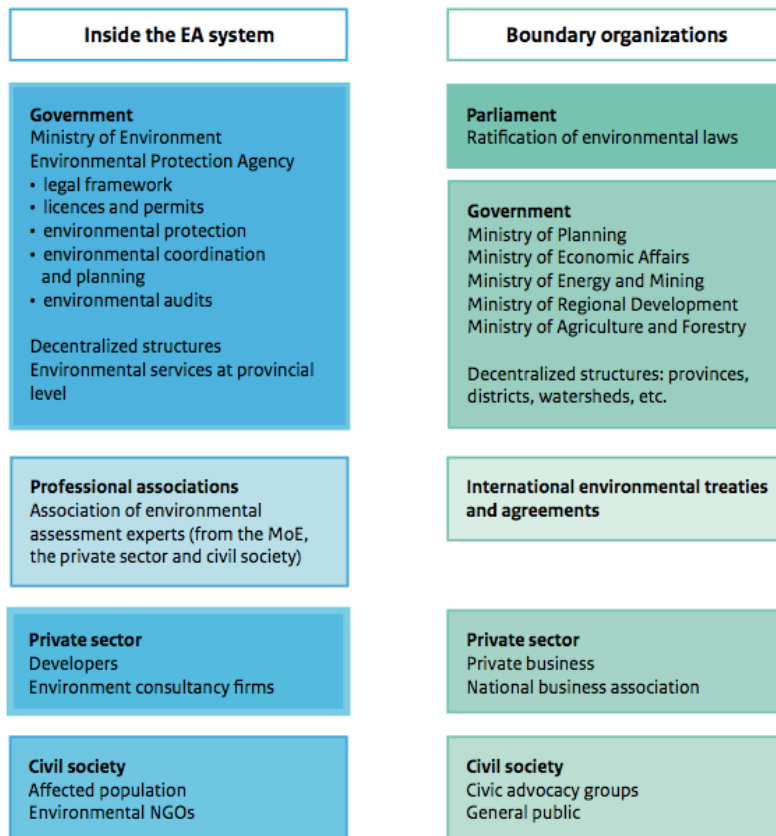 Inside the EA system
Government
Ministry of Environment
Environmental Protection Agency
• legal framework
• licences and permits
• environmental protection
• environmental coordination
and planning
• environmental audits
Decentralized structures
Environmental services at provincial
level
Professional associations
Association of environmental
assessment experts (from the MoE,
the private sector and civil society)
Private sector
Developers
Environment consultancy firms
Civil society
Affected population
Environmental NGOs
Boundary organizations
Parliament
Ratification of environmental laws
Government
Ministry of Planning
Ministry of Economic Affairs
Ministry of Energy and Mining
Ministry of Regional Development
Ministry of Agriculture and Forestry
Decentralized structures: provinces,
districts, watersheds, etc.
International environmental treaties
and agreements
Private sector
Private business
National business association
Civil society
Civic advocacy groups
General public